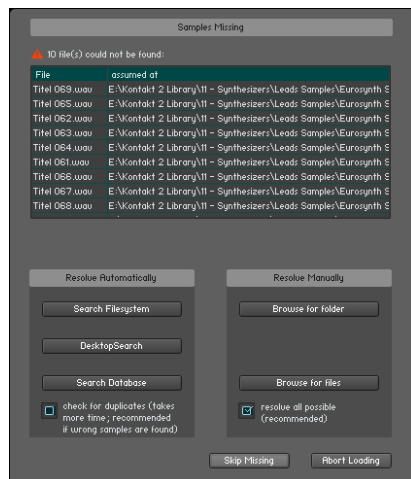 Samples Missing
10 file(s) could not be found:
File assumed at
Titel 069.wav E:\Kontakt 2 Library\11 - Synthesizers\Leads Samples\Eurosynth S
Titel 065.wav E:\Kontakt 2 Library\11 - Synthesizers\Leads Samples\Eurosynth S
Titel 062.wav E:\Kontakt 2 Library\11 - Synthesizers\Leads Samples\Eurosynth S
Titel 063.wav E:\Kontakt 2 Library\11 - Synthesizers\Leads Samples\Eurosynth S
Titel 064.wav E:\Kontakt 2 Library\11 - Synthesizers\Leads Samples\Eurosynth S
Titel 061.wav E:\Kontakt 2 Library\11 - Synthesizers\Leads Samples\Eurosynth S
Titel 066.wav E:\Kontakt 2 Library\11 - Synthesizers\Leads Samples\Eurosynth S
Titel 067.wav E:\Kontakt 2 Library\11 - Synthesizers\Leads Samples\Eurosynth S
Titel 068.wav E:\Kontakt 2 Library\11 - Synthesizers\Leads Samples\Eurosynth S
Resolve Automatically
Search Filesystem
DesktopSearch
Search Database
check for duplicates (takes
more time; recommended
if wrong samples are found)
Resolve Manually
Browse for folder
Browse for files
resolve all possible
(recommended)
Skip Missing
Abort Loading